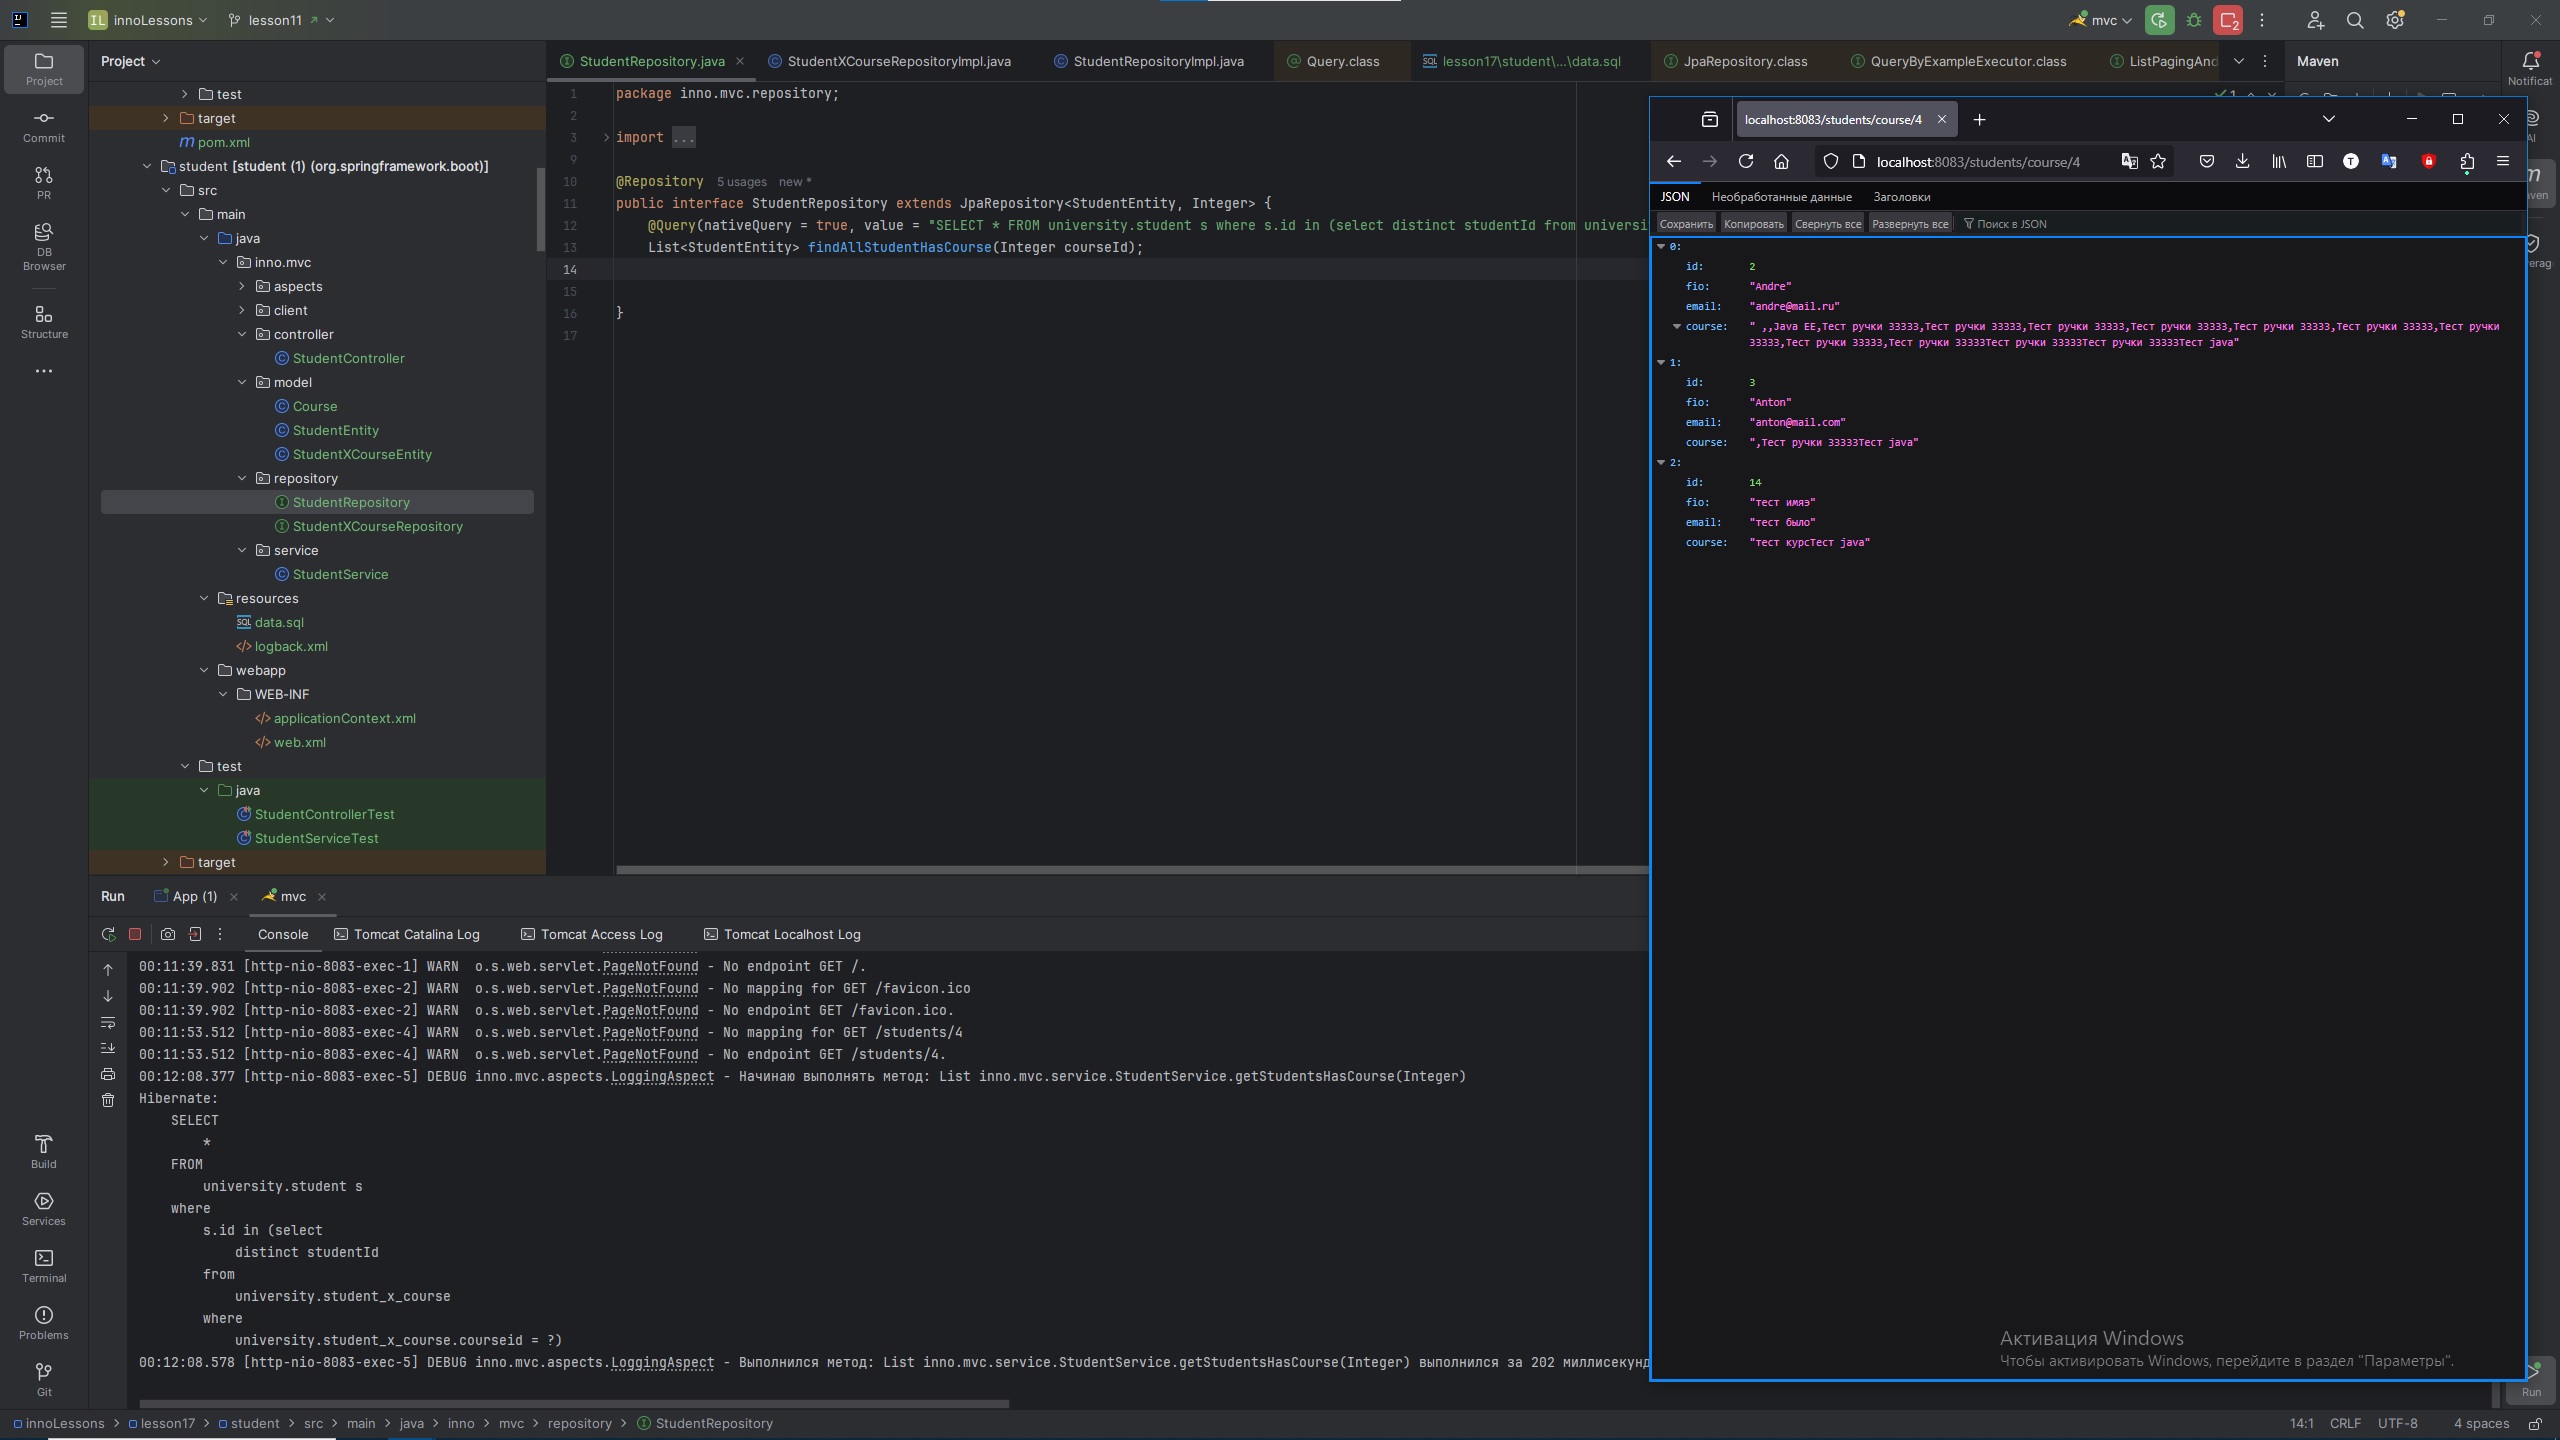 IL innoLessons lesson11
mvc
2
Project
StudentRepository.java
StudentXCourseRepositoryImpl.java
StudentRepositoryImpl.java
Query.class
lesson17\student\...\data.sql
JpaRepository.class
QueryByExampleExecutor.class
ListPagingAnd
Maven
Project
Commit
PR
DB
Browser
Structure
Build
Services
Terminal
Problems
Git
Notificat
Run
test
target
pom.xml
student [student (1) (org.springframework.boot)]
src
main
java
inno.mvc
aspects
client
controller
StudentController
model
Course
StudentEntity
StudentXCourseEntity
repository
StudentRepository
StudentXCourseRepository
service
StudentService
resources
data.sql
logback.xml
webapp
WEB-INF
applicationContext.xml
web.xml
test
java
StudentControllerTest
StudentServiceTest
target
1 package inno.mvc.repository;
2
3 import ...
9
10 @Repository 5 usages new *
11 public interface StudentRepository extends JpaRepository<StudentEntity, Integer> {
12 @Query(nativeQuery = true, value = "SELECT * FROM university.student s where s.id in (select distinct studentId from universi
13 List<StudentEntity> findAllStudentHasCourse(Integer courseId);
14
15
16 }
17
localhost:8083/students/course/4
localhost:8083/students/course/4
JSON Необработанные данные Заголовки
Сохранить Копировать Свернуть все Развернуть все Поиск в JSON
0:
id: 2
fio: "Andre"
email: "andre@mail.ru"
course: " ,,Java EE,Тест ручки 33333,Тест ручки 33333,Тест ручки 33333,Тест ручки 33333,Тест ручки 33333,Тест ручки 33333,Тест ручки
33333,Тест ручки 33333,Тест ручки 33333Тест ручки 33333Тест ручки 33333Тест java"
1:
id: 3
fio: "Anton"
email: "anton@mail.com"
course: ",Тест ручки 33333Тест java"
2:
id: 14
fio: "тест имяэ"
email: "тест было"
course: "тест курсТест java"
Активация Windows
Чтобы активировать Windows, перейдите в раздел "Параметры".
Run App (1) mvc
Console Tomcat Catalina Log Tomcat Access Log Tomcat Localhost Log
00:11:39.831 [http-nio-8083-exec-1] WARN o.s.web.servlet.PageNotFound - No endpoint GET /.
00:11:39.902 [http-nio-8083-exec-2] WARN o.s.web.servlet.PageNotFound - No mapping for GET /favicon.ico
00:11:39.902 [http-nio-8083-exec-2] WARN o.s.web.servlet.PageNotFound - No endpoint GET /favicon.ico.
00:11:53.512 [http-nio-8083-exec-4] WARN o.s.web.servlet.PageNotFound - No mapping for GET /students/4
00:11:53.512 [http-nio-8083-exec-4] WARN o.s.web.servlet.PageNotFound - No endpoint GET /students/4.
00:12:08.377 [http-nio-8083-exec-5] DEBUG inno.mvc.aspects.LoggingAspect - Начинаю выполнять метод: List inno.mvc.service.StudentService.getStudentsHasCourse(Integer)
Hibernate:
SELECT
*
FROM
university.student s
where
s.id in (select
distinct studentId
from
university.student_x_course
where
university.student_x_course.courseid = ?)
00:12:08.578 [http-nio-8083-exec-5] DEBUG inno.mvc.aspects.LoggingAspect - Выполнился метод: List inno.mvc.service.StudentService.getStudentsHasCourse(Integer) выполнился за 202 миллисекунд
innoLessons > lesson17 > student > src > main > java > inno > mvc > repository > StudentRepository
14:1 CRLF UTF-8 4 spaces